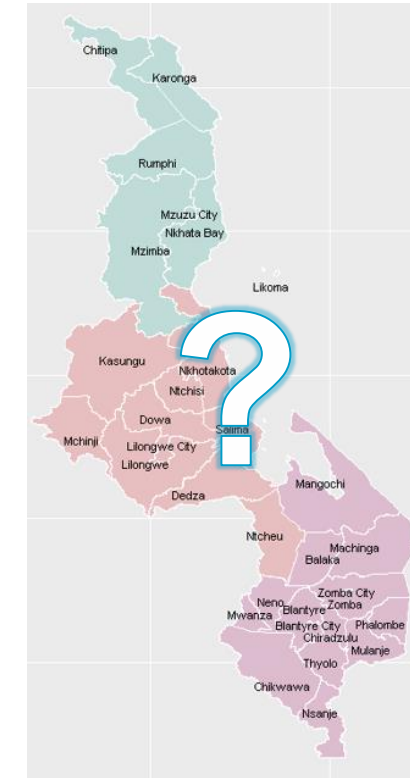 Chitipa
Karonga
Rumphi
Mzuzu City
Nkhata Bay
Mzimba
Likoma
Kasungu
?
Nkhotakota
Ntchisi
Dowa
Salima
Mchinji
Lilongwe City
Lilongwe
Mangochi
Dedza
Ntcheu
Machinga
Balaka
Zomba City
Neno
Zomba
Blantyre
Mwanza
Blantyre City
Phalombe
Chiradzulu
Mulanje
Thyolo
Chikwawa
Nsanje